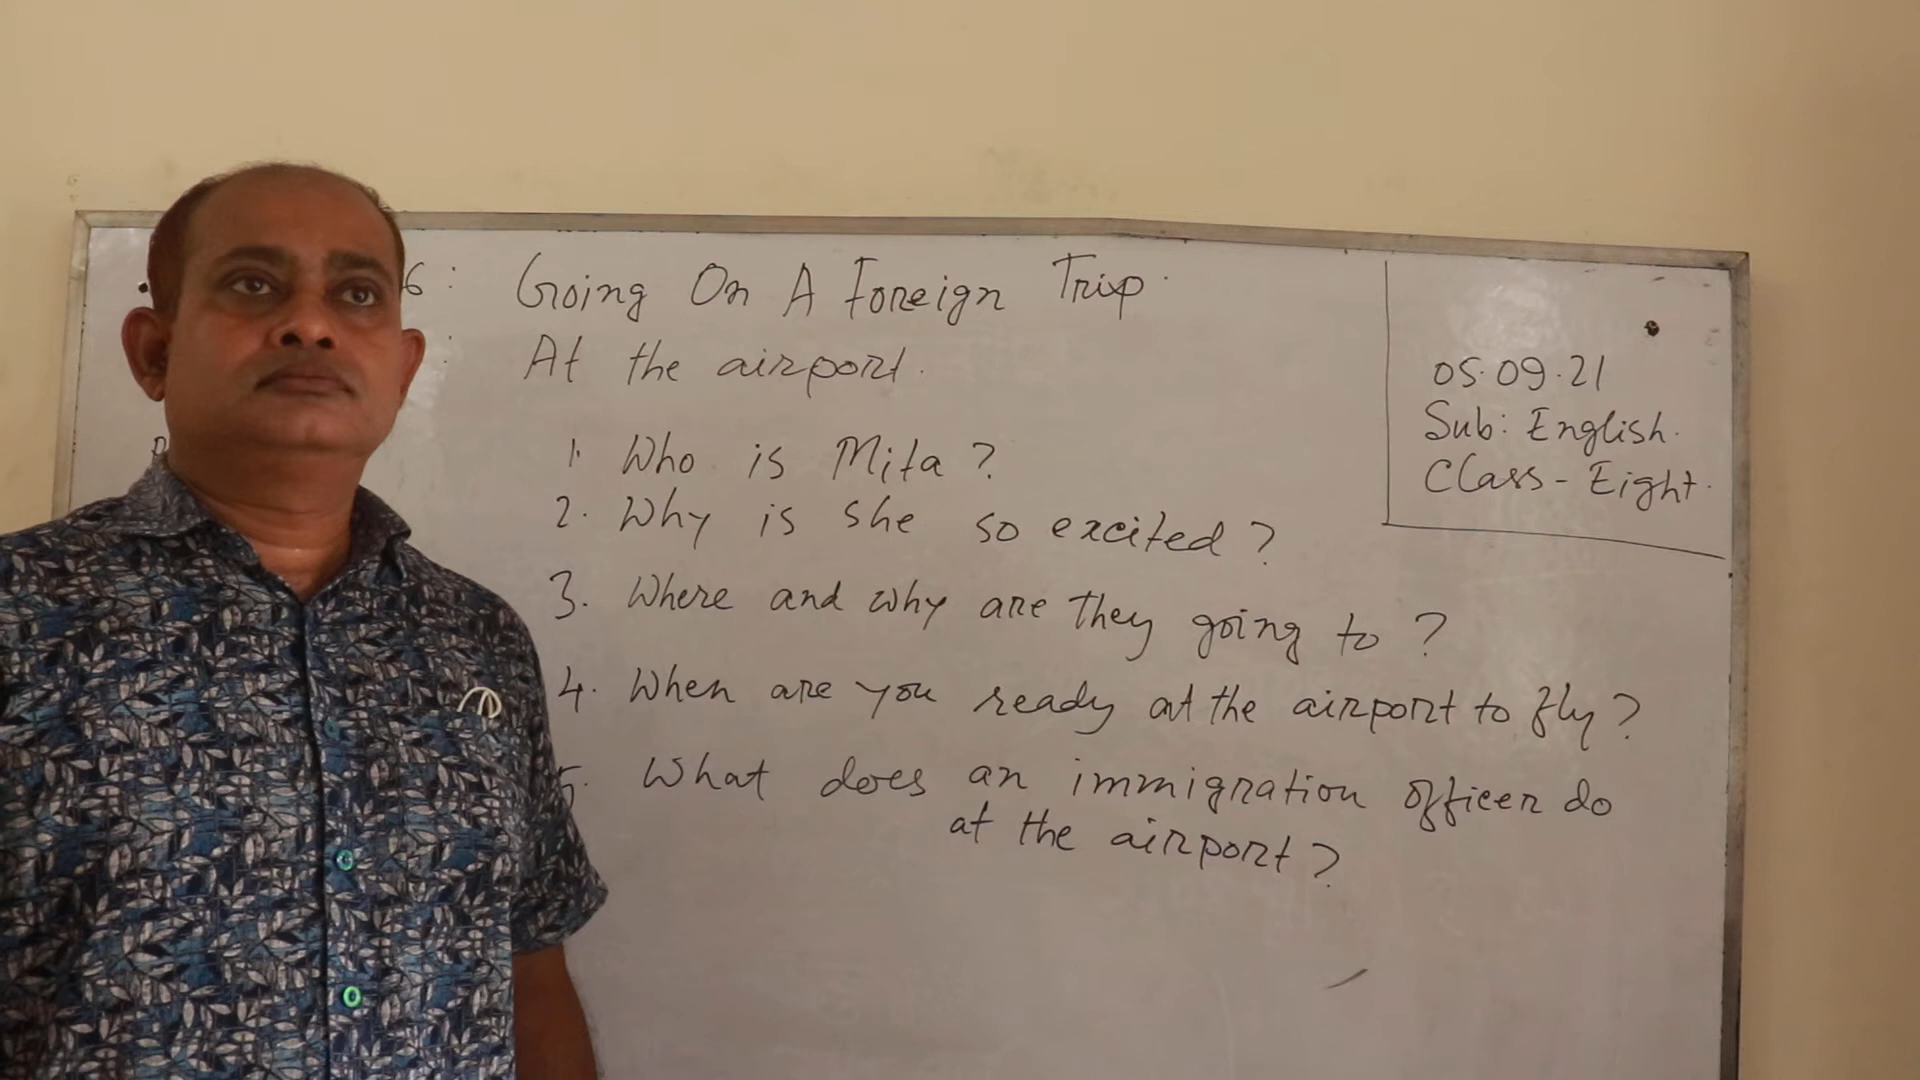 6: Going On A Foreign Trip.
: At the airport.
1. Who is Mita?
2. Why is she so excited?
3. Where and why are they going to?
4. When are you ready at the airport to fly?
5. What does an immigration officer do
at the airport?
05.09.21
Sub: English.
Class- Eight.